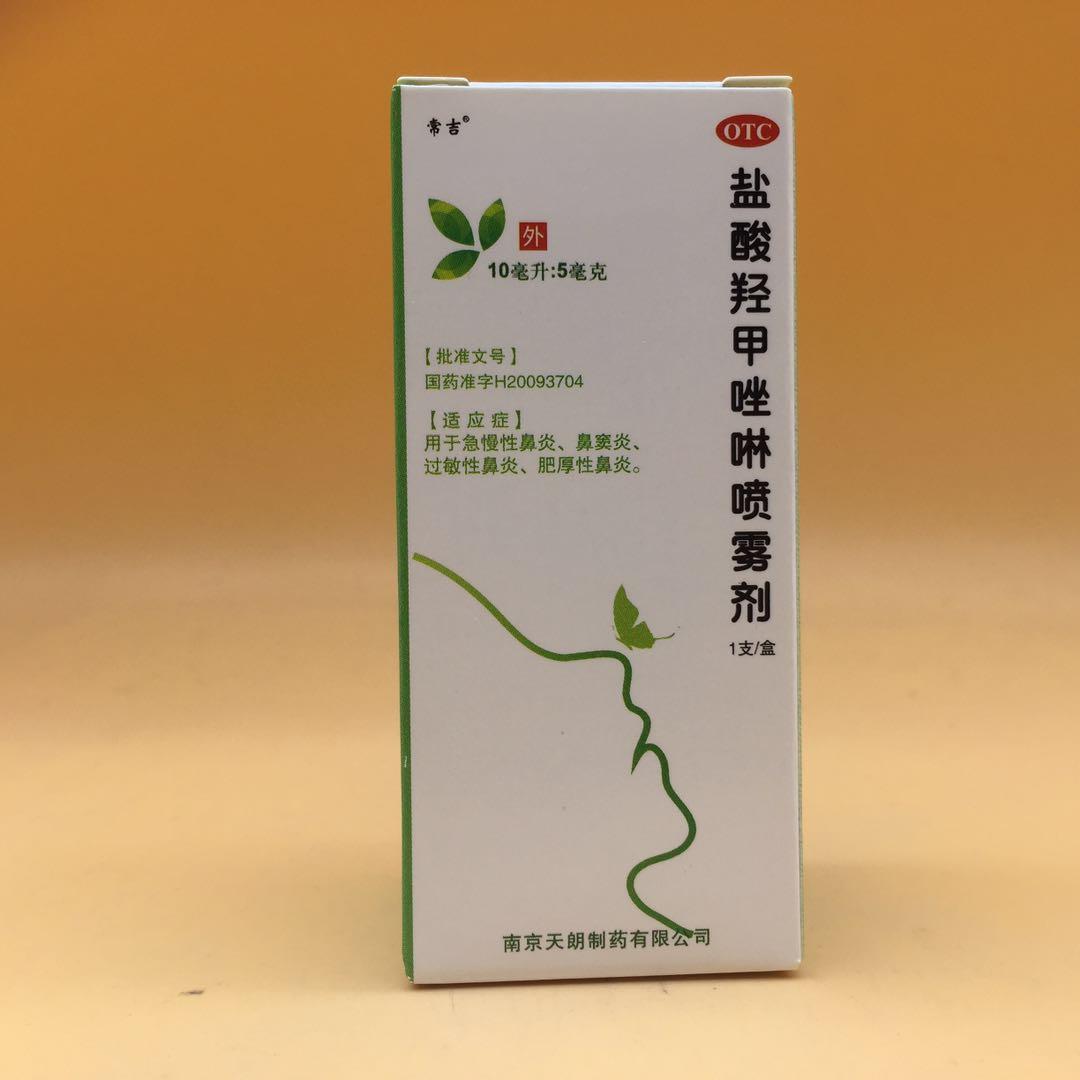 常吉®
OTC
盐酸羟甲唑啉喷雾剂
1支/盒
外
10毫升:5毫克
【批准文号】
国药准字H20093704
【适应症】
用于急慢性鼻炎、鼻窦炎、
过敏性鼻炎、肥厚性鼻炎。
南京天朗制药有限公司